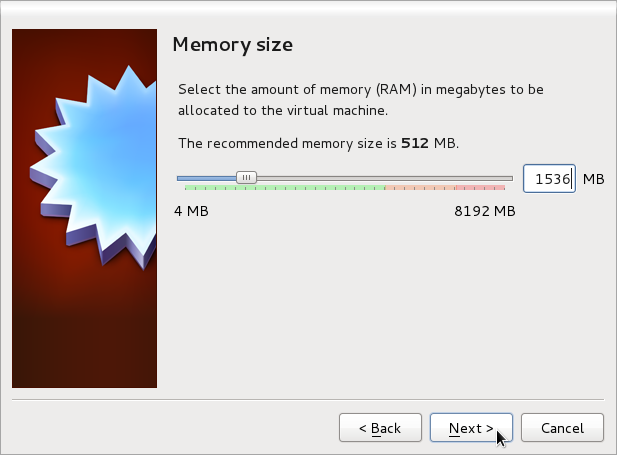 Memory size
Select the amount of memory (RAM) in megabytes to be
allocated to the virtual machine.
The recommended memory size is 512 MB.
1536 MB
4 MB 8192 MB
< Back Next > Cancel